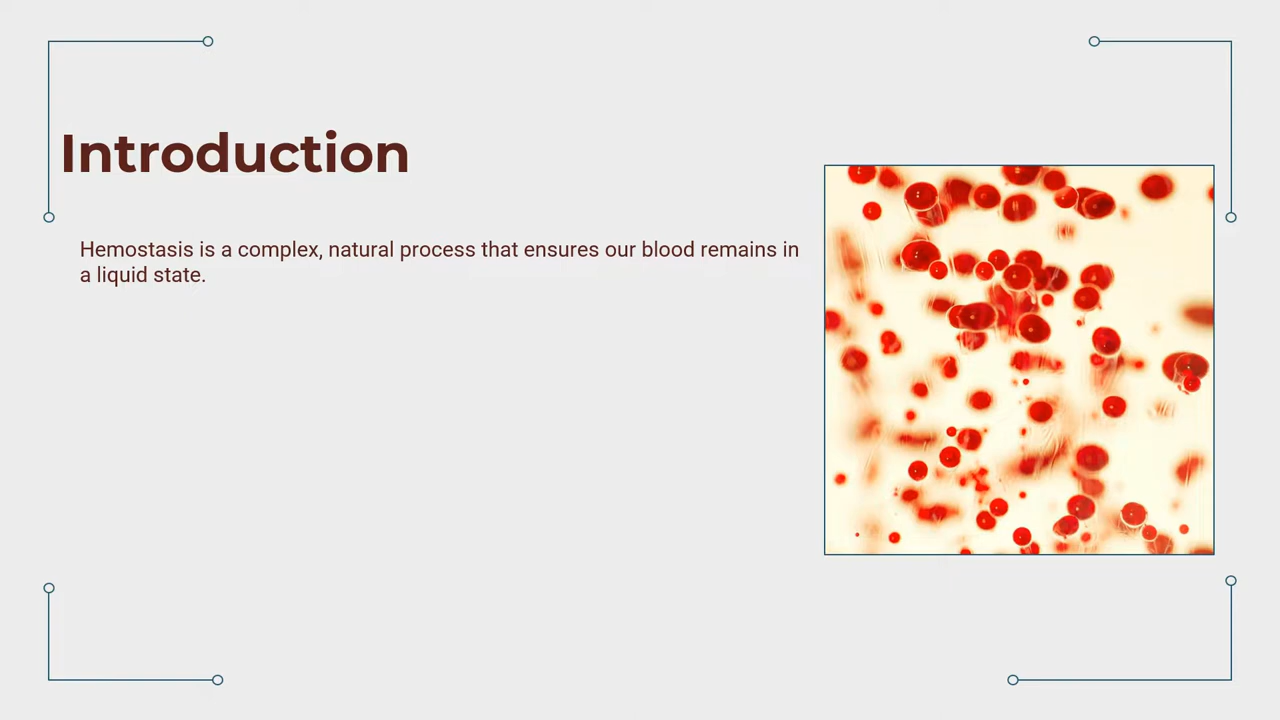 Introduction
Hemostasis is a complex, natural process that ensures our blood remains in
a liquid state.